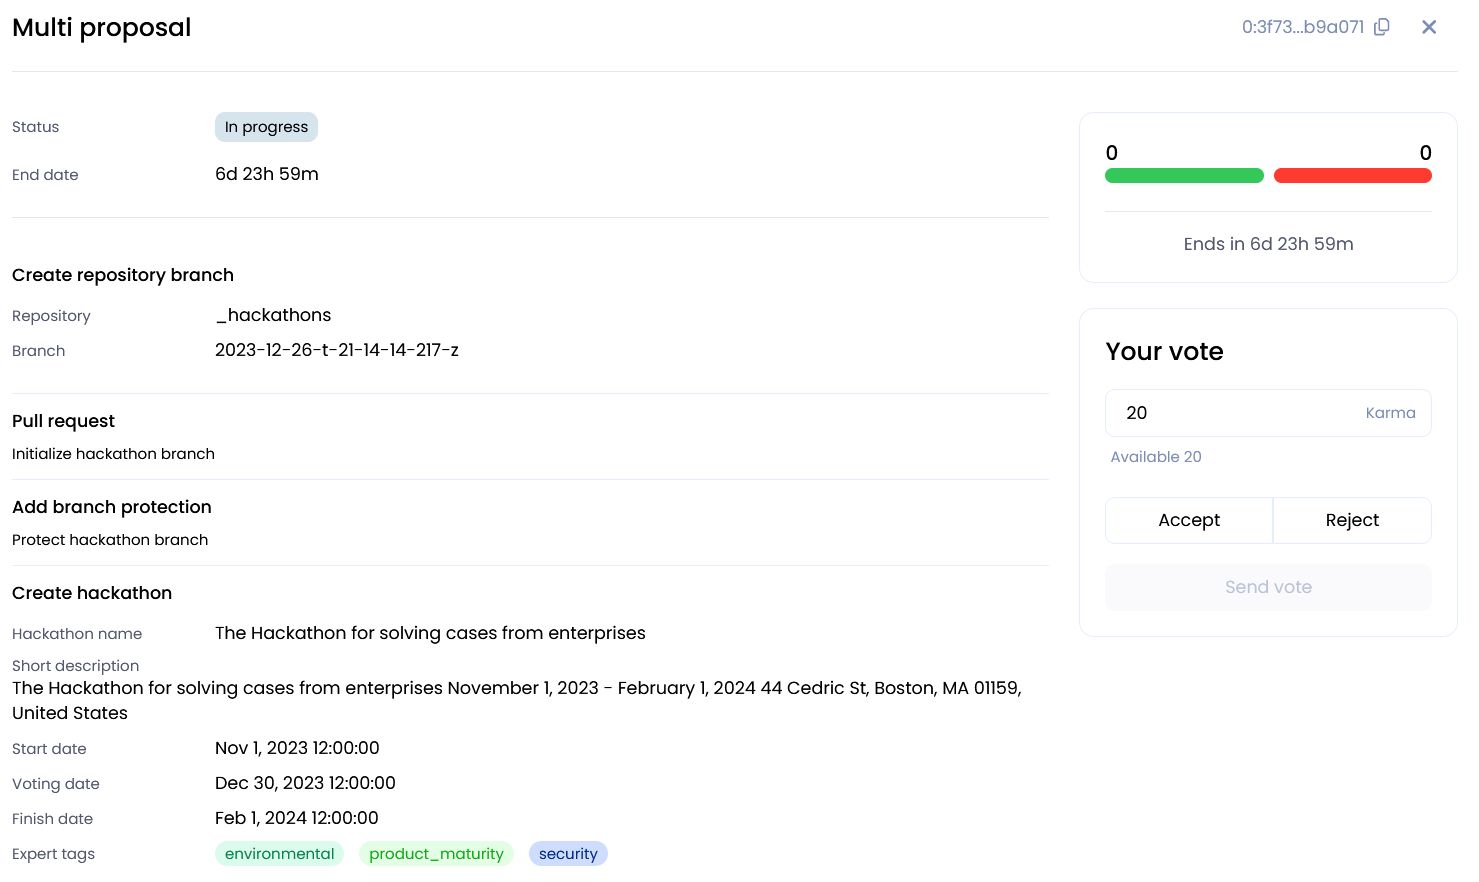 Multi proposal
0:3f73...b9a071
Status
In progress
End date
6d 23h 59m
Create repository branch
Repository
_hackathons
Branch
2023-12-26-t-21-14-14-217-z
Pull request
Initialize hackathon branch
Add branch protection
Protect hackathon branch
Create hackathon
Hackathon name
The Hackathon for solving cases from enterprises
Short description
The Hackathon for solving cases from enterprises November 1, 2023 - February 1, 2024 44 Cedric St, Boston, MA 01159,
United States
Start date
Nov 1, 2023 12:00:00
Voting date
Dec 30, 2023 12:00:00
Finish date
Feb 1, 2024 12:00:00
Expert tags
environmental
product_maturity
security
0
0
Ends in 6d 23h 59m
Your vote
20
Karma
Available 20
Accept
Reject
Send vote